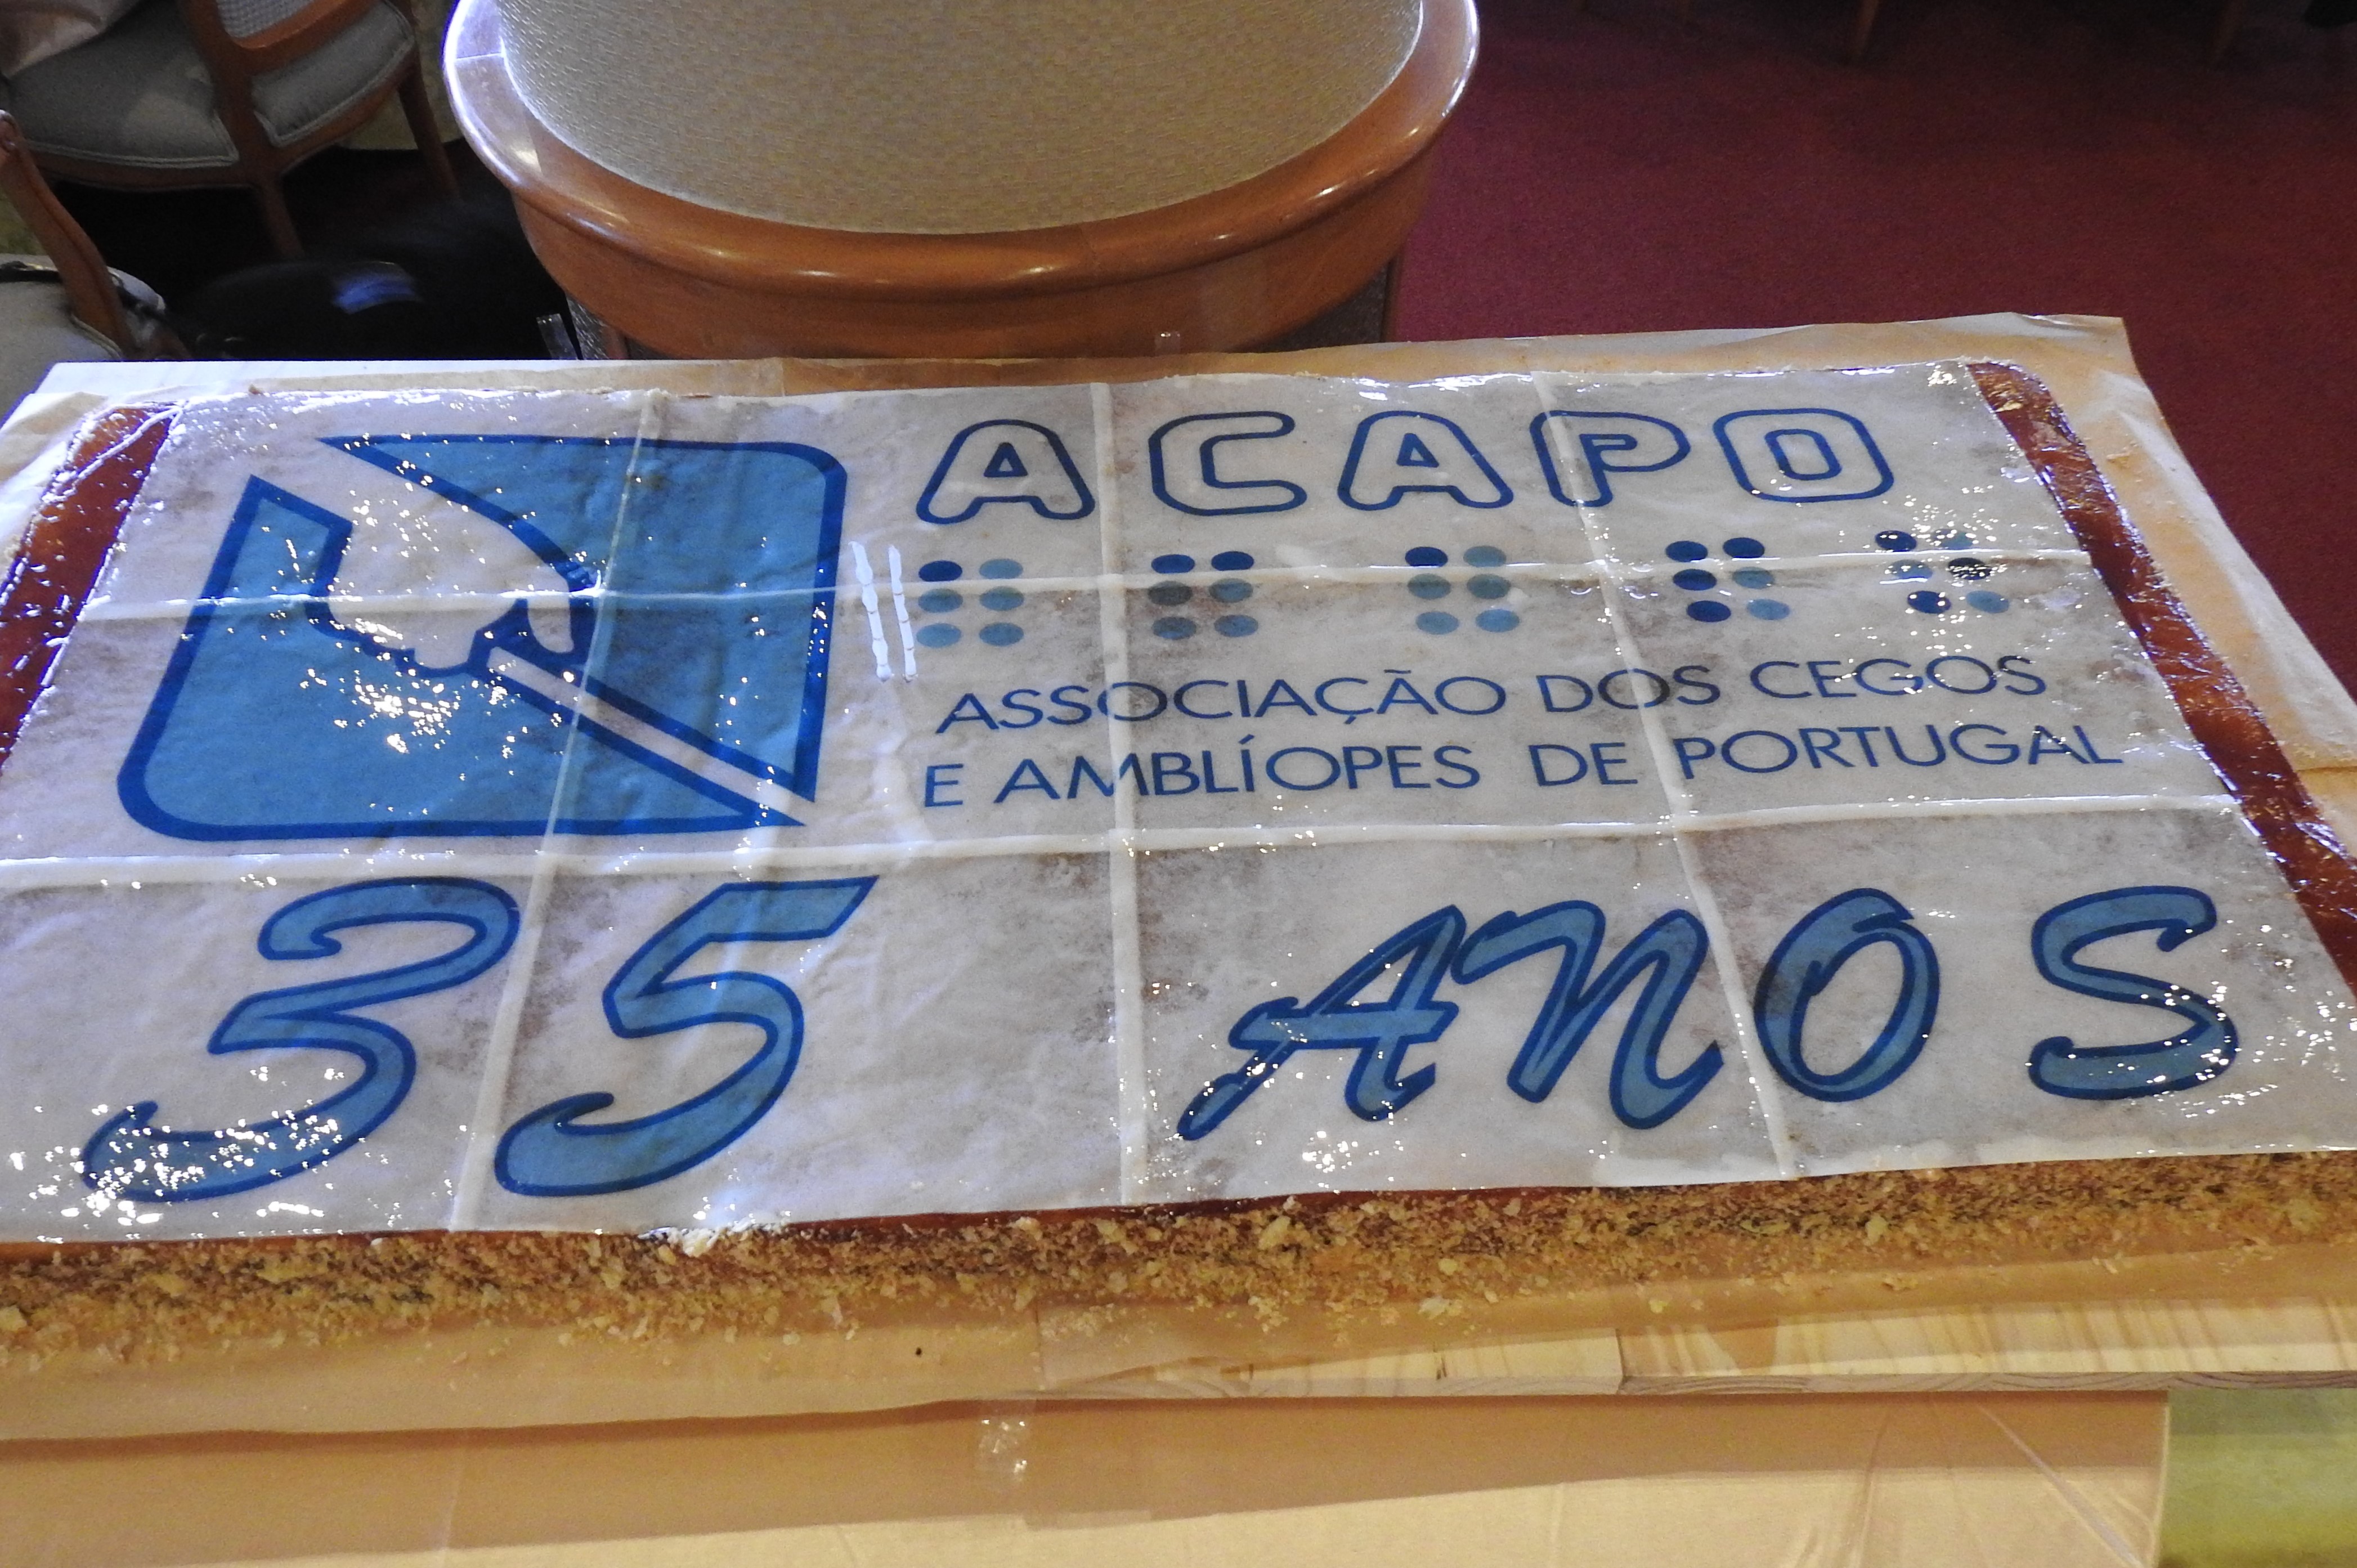 ACAPO
⠁⠉⠁⠏⠕
ASSOCIAÇÃO DOS CEGOS
E AMBLÍOPES DE PORTUGAL
35 ANOS